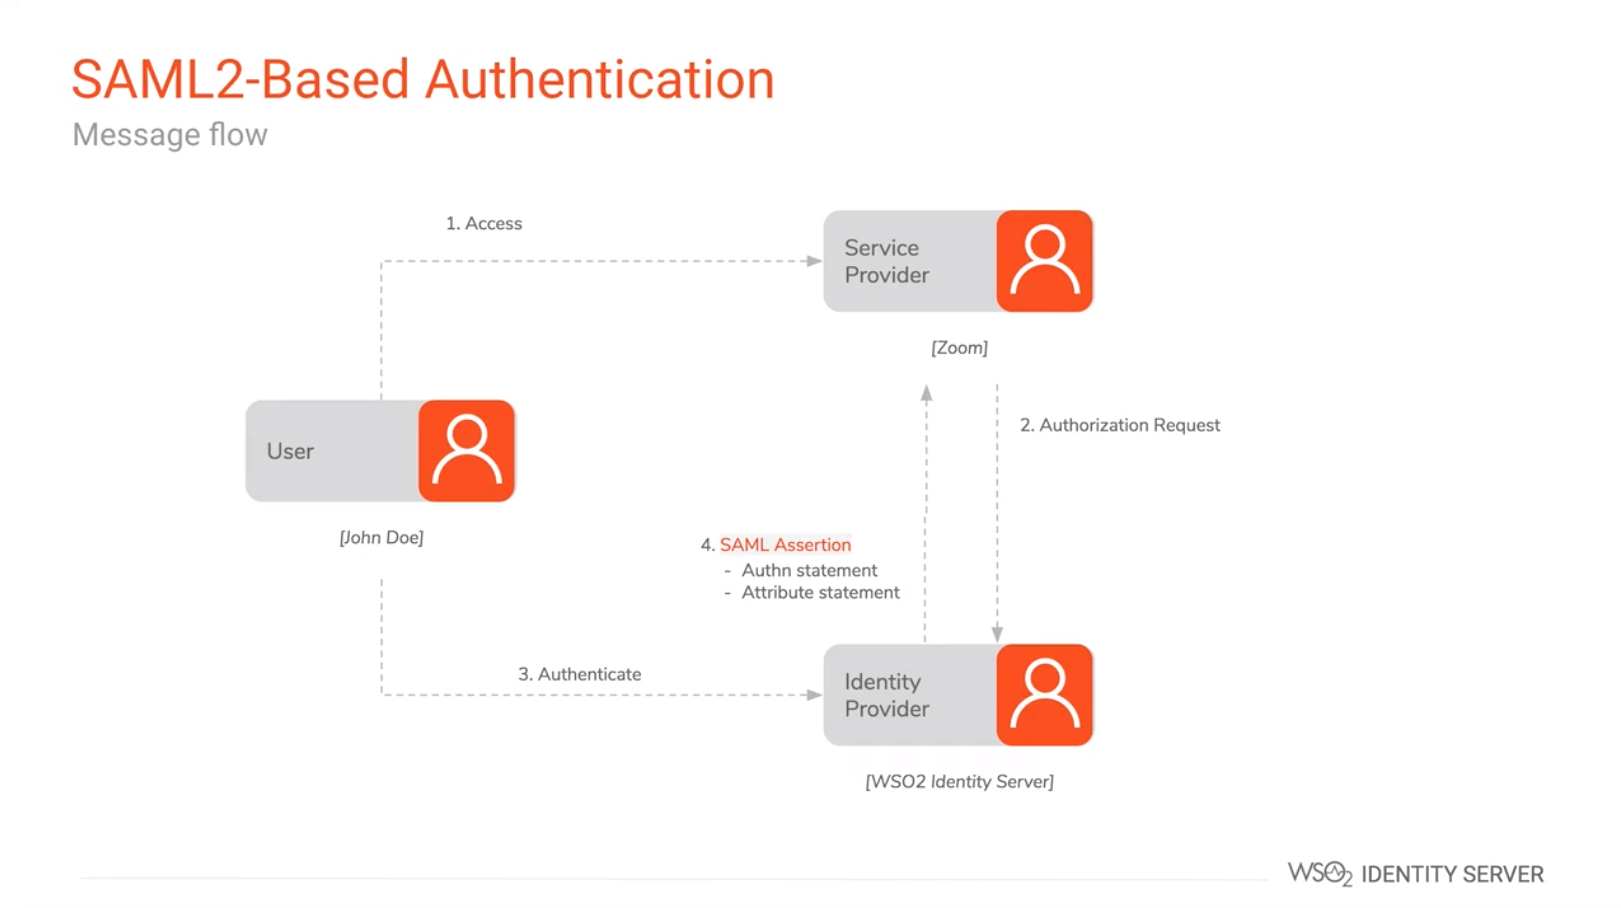 SAML2-Based Authentication
Message flow
1. Access
Service
Provider
[Zoom]
2. Authorization Request
User
[John Doe]
4. SAML Assertion
- Authn statement
- Attribute statement
3. Authenticate
Identity
Provider
[WSO2 Identity Server]
WSO2 IDENTITY SERVER